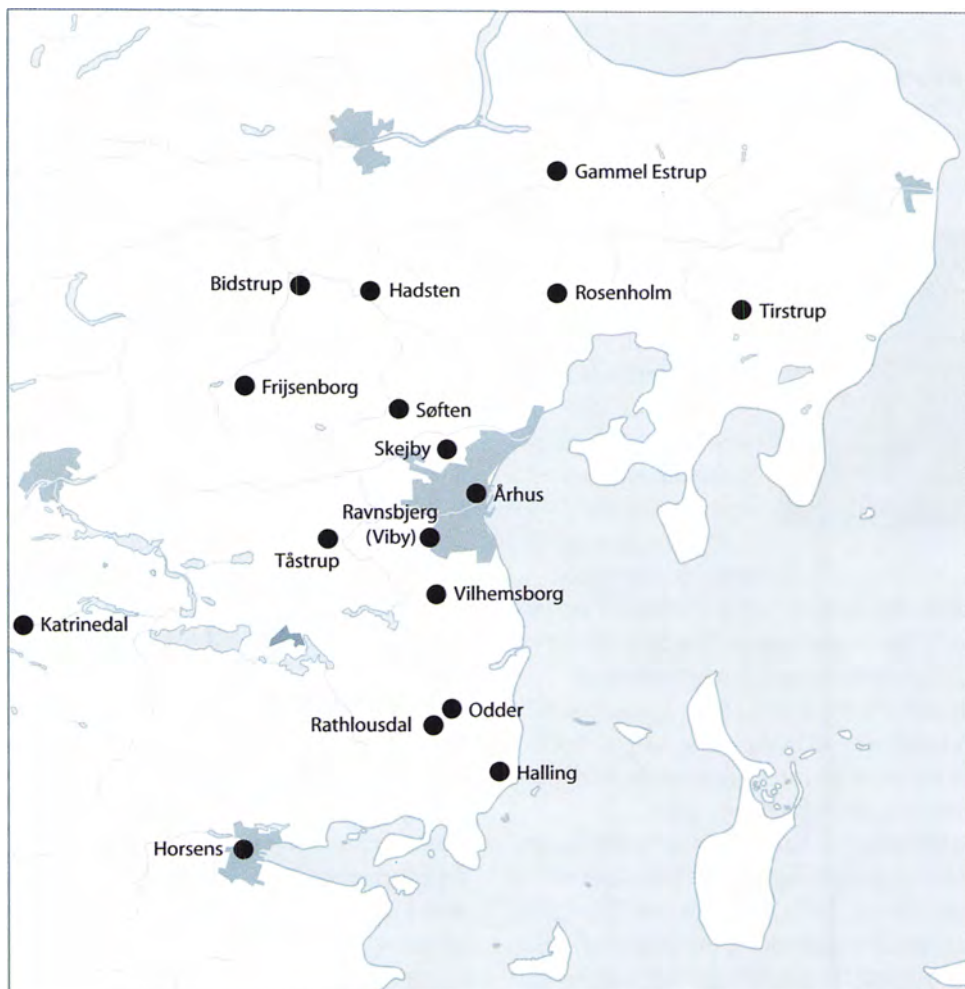 Gammel Estrup
Bidstrup
Hadsten
Rosenholm
Tirstrup
Frijsenborg
Søften
Skejby
Århus
Ravnsbjerg
(Viby)
Tåstrup
Vilhemsborg
Katrinedal
Odder
Rathlousdal
Halling
Horsens